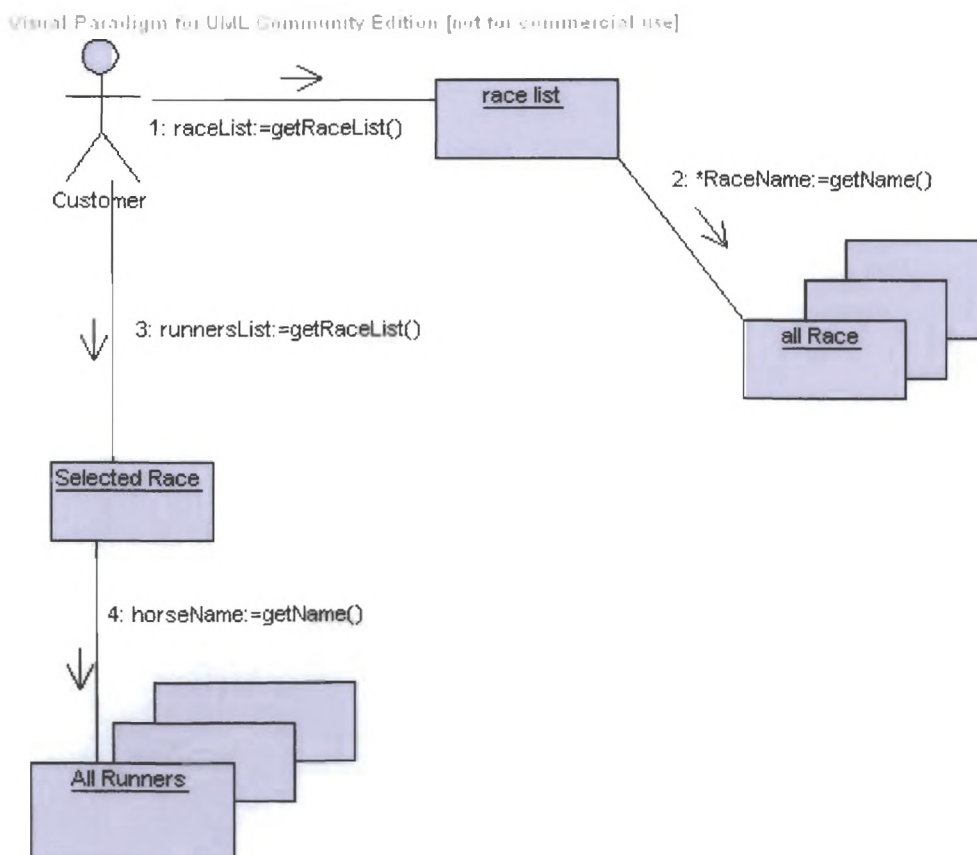 Visual Paradigm for UML Community Edition [not for commercial use]
race list
1: raceList:=getRaceList()
2: *RaceName:=getName()
Customer
3: runnersList:=getRaceList()
all Race
Selected Race
4: horseName:=getName()
All Runners